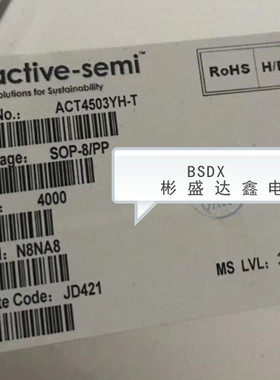 active-semi™
Solutions for Sustainability
RoHS
No.: ACT4503YH-T
age: SOP-8/PP
4000
BSDX
彬盛达鑫电
: N8NA8
te Code: JD421
MS LVL: